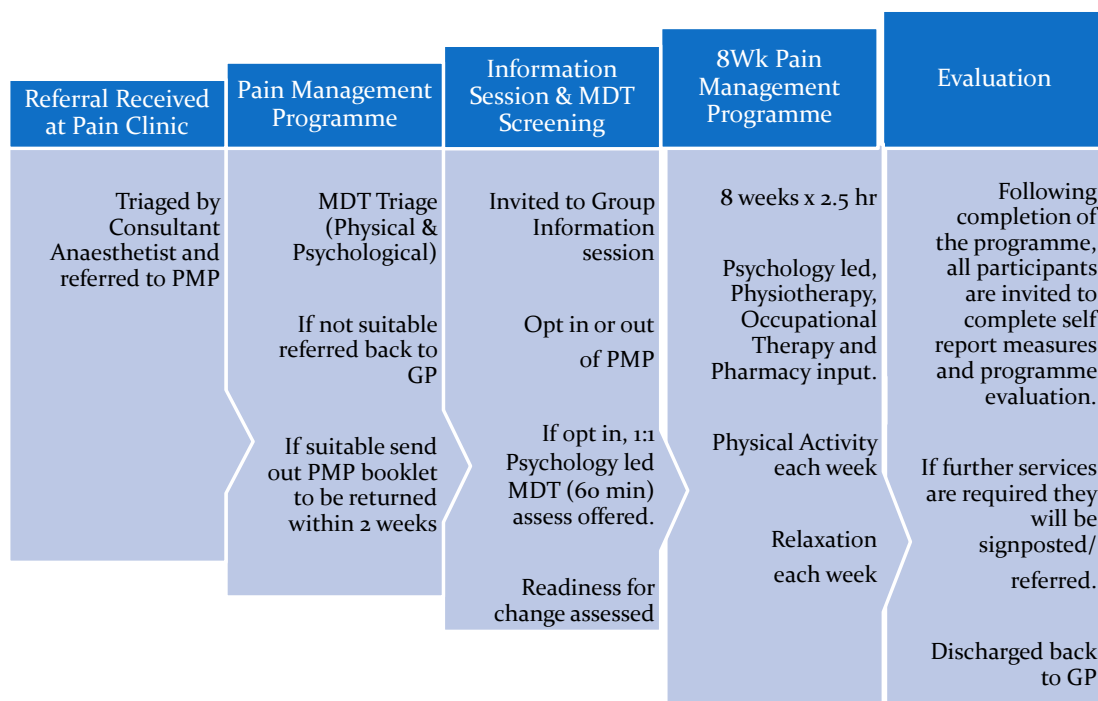 Referral Received
at Pain Clinic
Triaged by
Consultant
Anaesthetist and
referred to PMP
Pain Management
Programme
MDT Triage
(Physical &
Psychological)
If not suitable
referred back to
GP
If suitable send
out PMP booklet
to be returned
within 2 weeks
Information
Session & MDT
Screening
Invited to Group
Information
session
Opt in or out
of PMP
If opt in, 1:1
Psychology led
MDT (60 min)
assess offered.
Readiness for
change assessed
8Wk Pain
Management
Programme
8 weeks x 2.5 hr
Psychology led,
Physiotherapy,
Occupational
Therapy and
Pharmacy input.
Physical Activity
each week
Relaxation
each week
Evaluation
Following
completion of
the programme,
all participants
are invited to
complete self
report measures
and programme
evaluation.
If further services
are required they
will be
signposted/
referred.
Discharged back
to GP